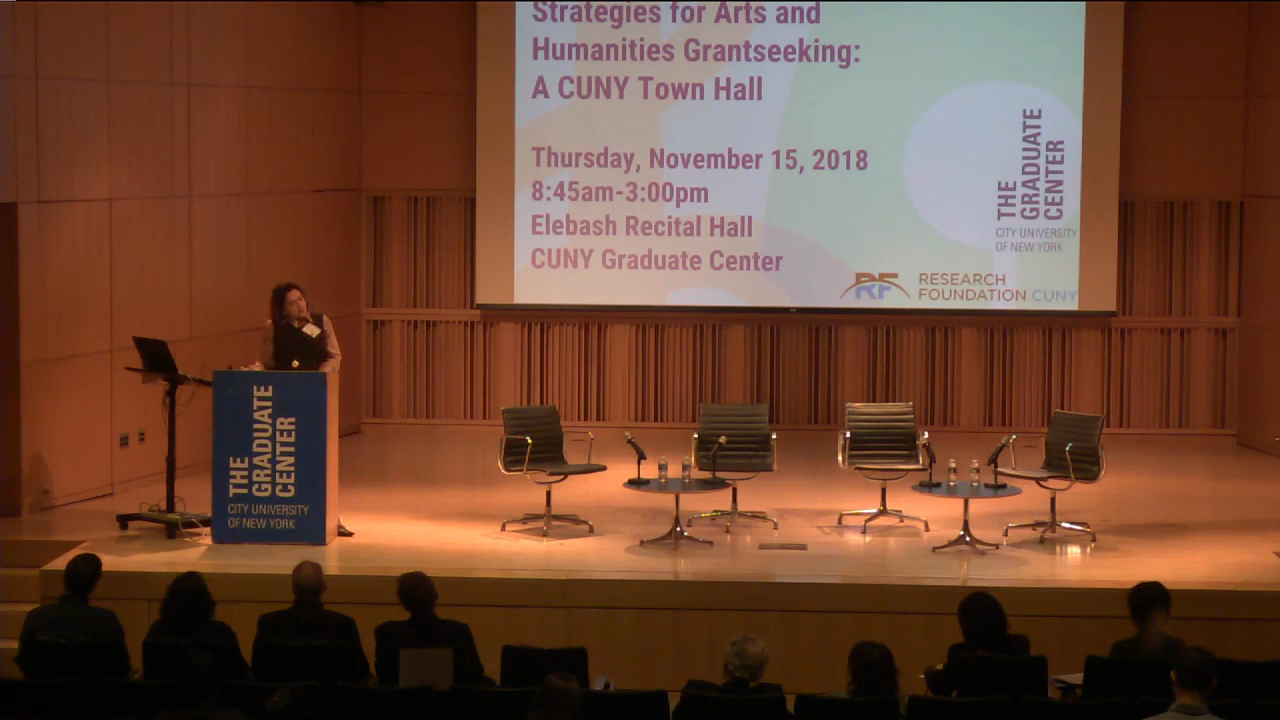 Strategies for Arts and
Humanities Grantseeking:
A CUNY Town Hall
Thursday, November 15, 2018
8:45am-3:00pm
Elebash Recital Hall
CUNY Graduate Center
THE
GRADUATE
CENTER
CITY UNIVERSITY
OF NEW YORK
RF
RESEARCH
FOUNDATION CUNY
THE
GRADUATE
CENTER
CITY UNIVERSITY
OF NEW YORK